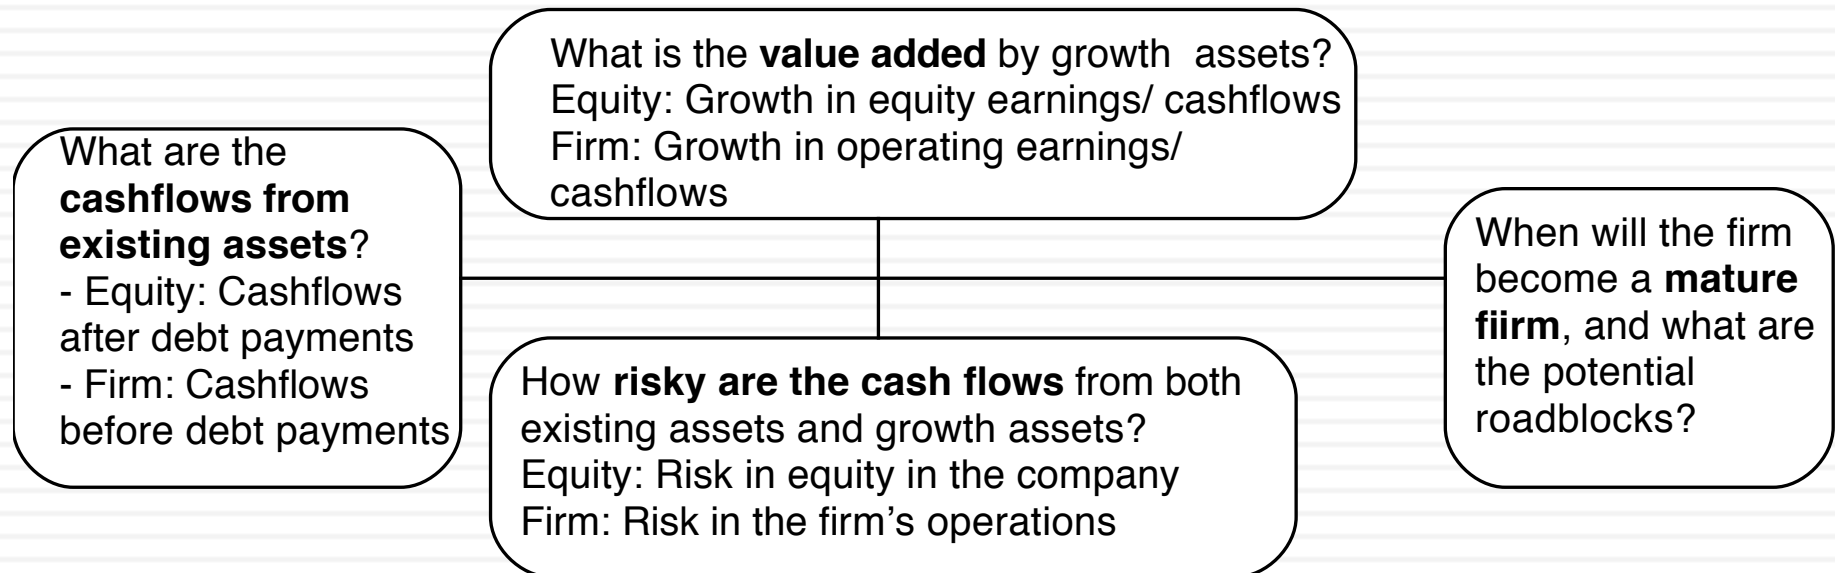 What is the value added by growth  assets?
Equity: Growth in equity earnings/ cashflows
Firm: Growth in operating earnings/
cashflows
What are the
cashflows from
existing assets?
- Equity: Cashflows
after debt payments
- Firm: Cashflows
before debt payments
When will the firm
become a mature
fiirm, and what are
the potential
roadblocks?
How risky are the cash flows from both
existing assets and growth assets?
Equity: Risk in equity in the company
Firm: Risk in the firm’s operations